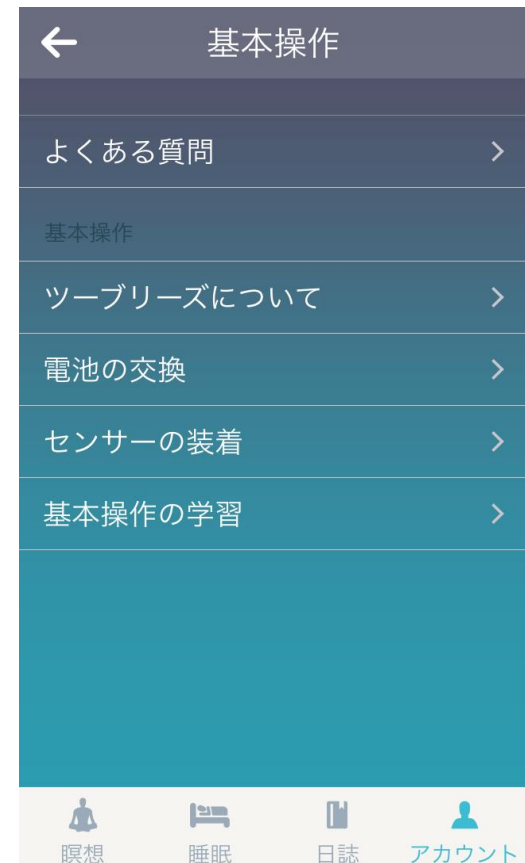 基本操作
よくある質問
基本操作
ツーブリーズについて
電池の交換
センサーの装着
基本操作の学習
瞑想 睡眠 日誌 アカウント